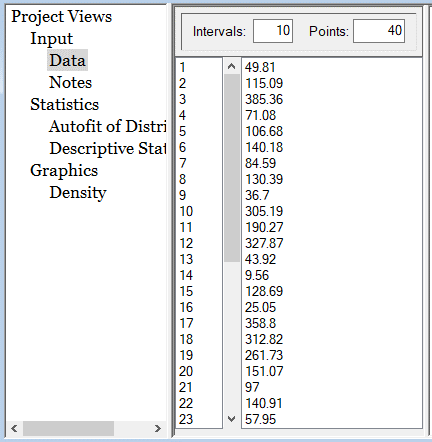 Project Views
Input
Data
Notes
Statistics
Autofit of Distri
Descriptive Stat
Graphics
Density
Intervals: 10 Points: 40
1 49.81
2 115.09
3 385.36
4 71.08
5 106.68
6 140.18
7 84.59
8 130.39
9 36.7
10 305.19
11 190.27
12 327.87
13 43.92
14 9.56
15 128.69
16 25.05
17 358.8
18 312.82
19 261.73
20 151.07
21 97
22 140.91
23 57.95